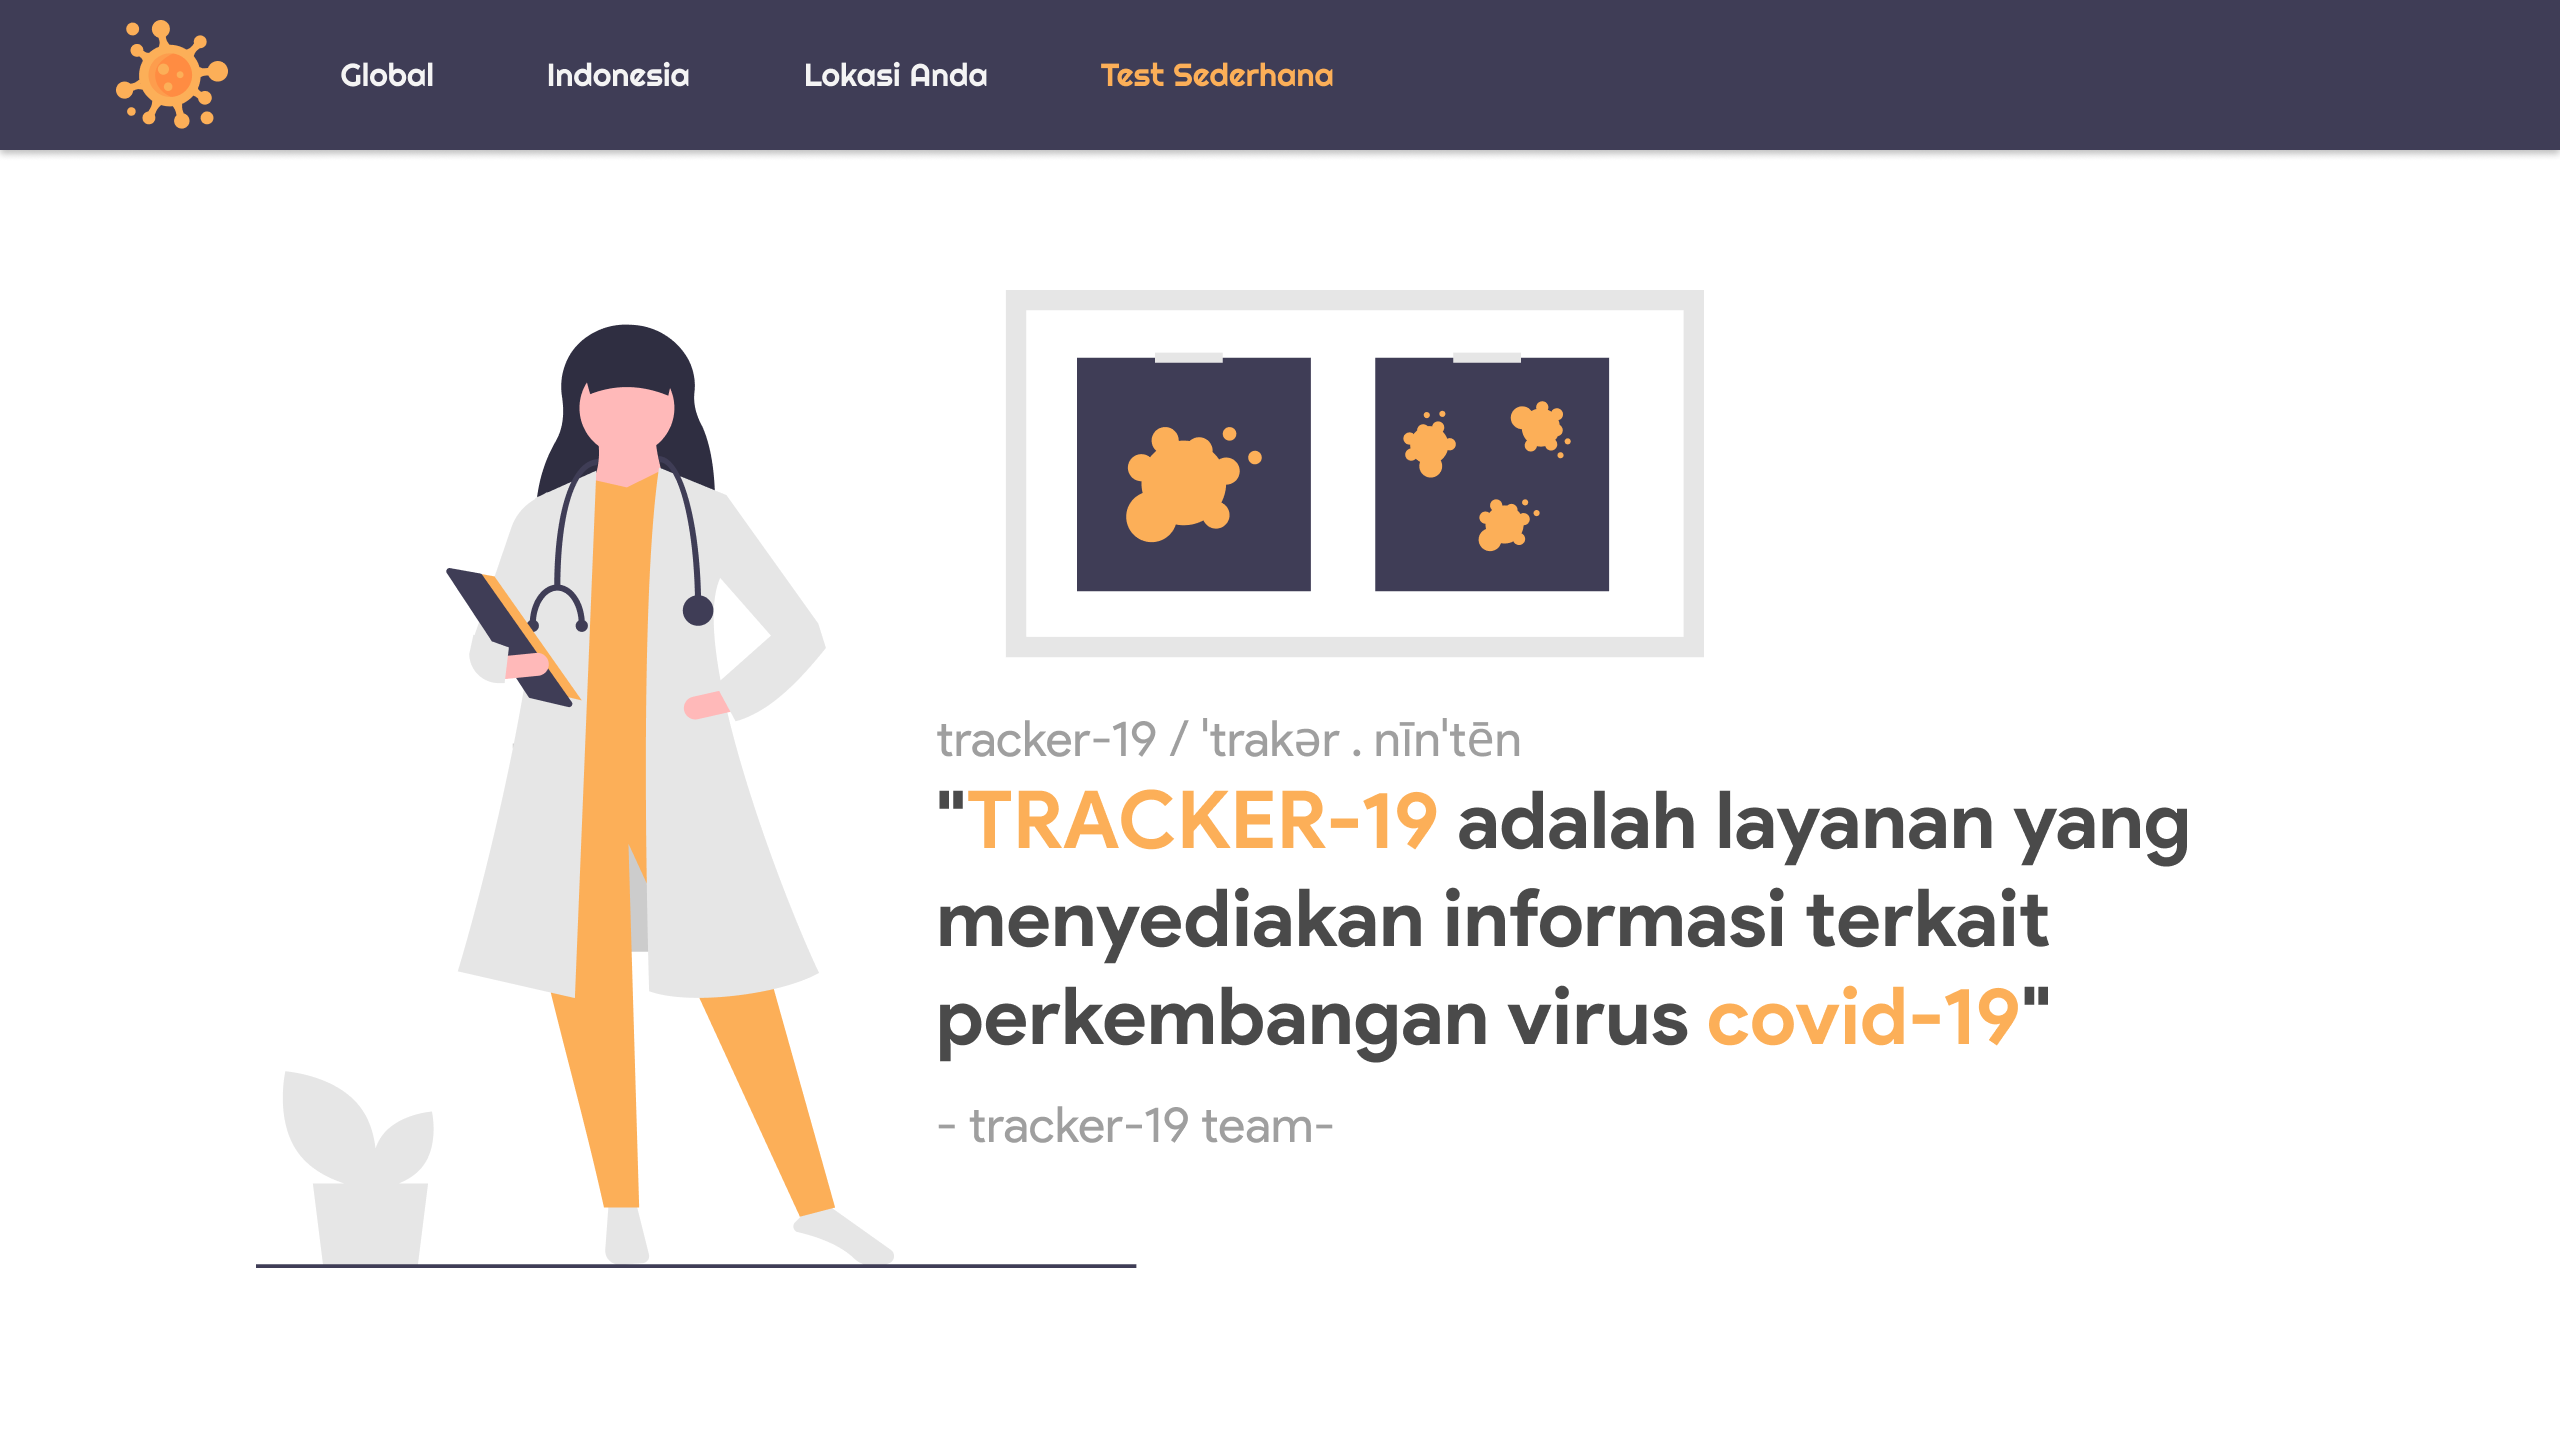 Global
Indonesia
Lokasi Anda
Test Sederhana
tracker-19 / 'trakər . nīn'tēn
"TRACKER-19 adalah layanan yang
menyediakan informasi terkait
perkembangan virus covid-19"
- tracker-19 team-